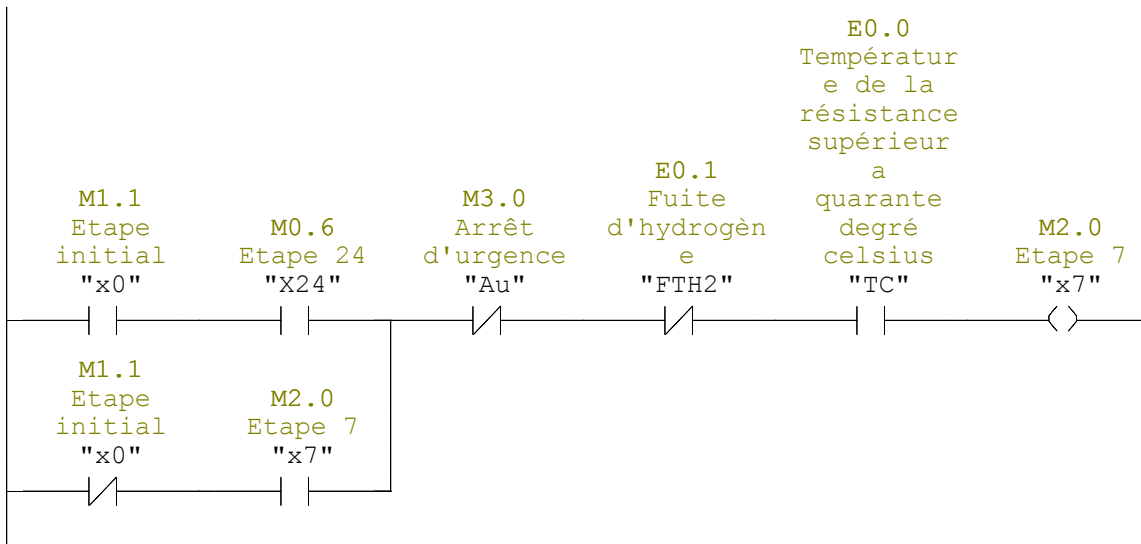 E0.0
Températur
e de la
résistance
supérieur
a
quarante
degré
celsius
"TC"
M1.1
Etape
initial
"x0"
M0.6
Etape 24
"X24"
M3.0
Arrêt
d'urgence
"Au"
E0.1
Fuite
d'hydrogèn
e
"FTH2"
M2.0
Etape 7
"x7"
M1.1
Etape
initial
"x0"
M2.0
Etape 7
"x7"